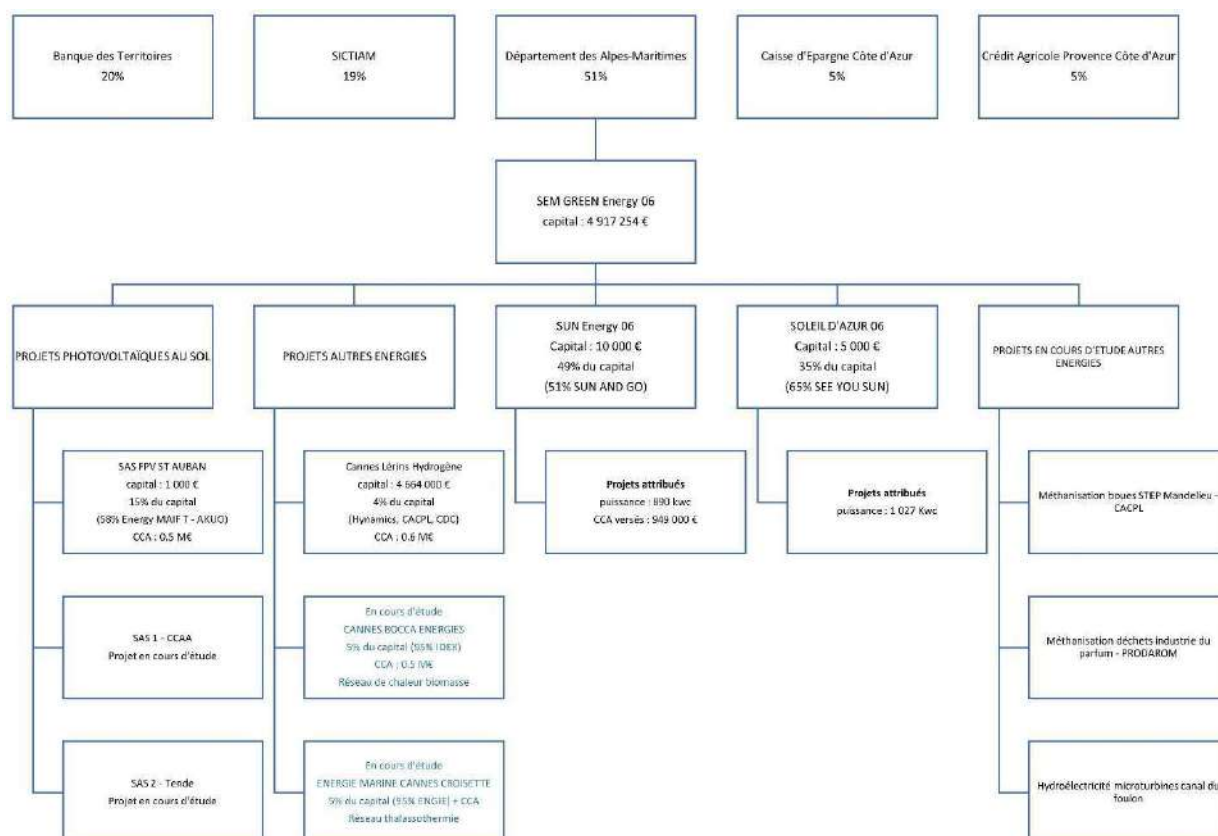 Banque des Territoires
20%
SICTIAM
19%
Département des Alpes-Maritimes
51%
Caisse d'Epargne Côte d'Azur
5%
Crédit Agricole Provence Côte d'Azur
5%
SEM GREEN Energy 06
capital : 4 917 254 €
PROJETS PHOTOVOLTAÏQUES AU SOL
PROJETS AUTRES ENERGIES
SUN Energy 06
Capital : 10 000 €
49% du capital
(51% SUN AND GO)
SOLEIL D'AZUR 06
Capital : 5 000 €
35% du capital
(65% SEE YOU SUN)
PROJETS EN COURS D'ETUDE AUTRES
ENERGIES
SAS FPV ST AUBAN
capital : 1 000 €
15% du capital
(58% Energy MAIF T - AKUO)
CCA : 0.5 M€
Cannes Lérins Hydrogène
capital : 4 664 000 €
4% du capital
(Hynamics, CACPL, CDC)
CCA : 0.6 M€
Projets attribués
puissance : 890 kwc
CCA versés : 949 000 €
Projets attribués
puissance : 1 027 Kwc
Méthanisation boues STEP Mandelieu -
CACPL
SAS 1 - CCAA
Projet en cours d'étude
En cours d'étude
CANNES BOCCA ENERGIES
5% du capital (95% IDEX)
CCA : 0.5 M€
Réseau de chaleur biomasse
Méthanisation déchets industrie du
parfum - PRODAROM
SAS 2 - Tende
Projet en cours d'étude
En cours d'étude
ENERGIE MARINE CANNES CROISETTE
5% du capital (95% ENGIE) + CCA
Réseau thalassothermie
Hydroélectricité microturbines canal du
foulon